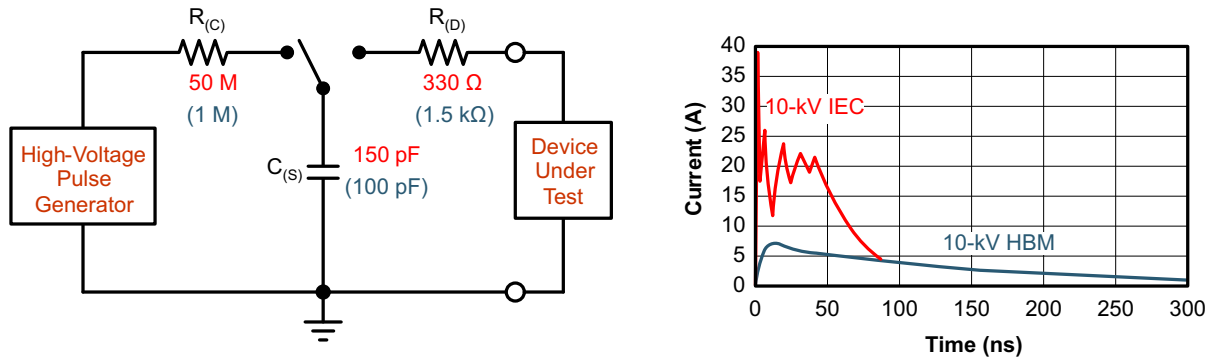 R(C)
R(D)
50 M
(1 M)
330 Ω
(1.5 kΩ)
High-Voltage
Pulse
Generator
C(S)
150 pF
(100 pF)
Device
Under
Test
Current (A)
40
35
30
25
20
15
10
5
0
10-kV IEC
10-kV HBM
0
50
100
150
200
250
300
Time (ns)